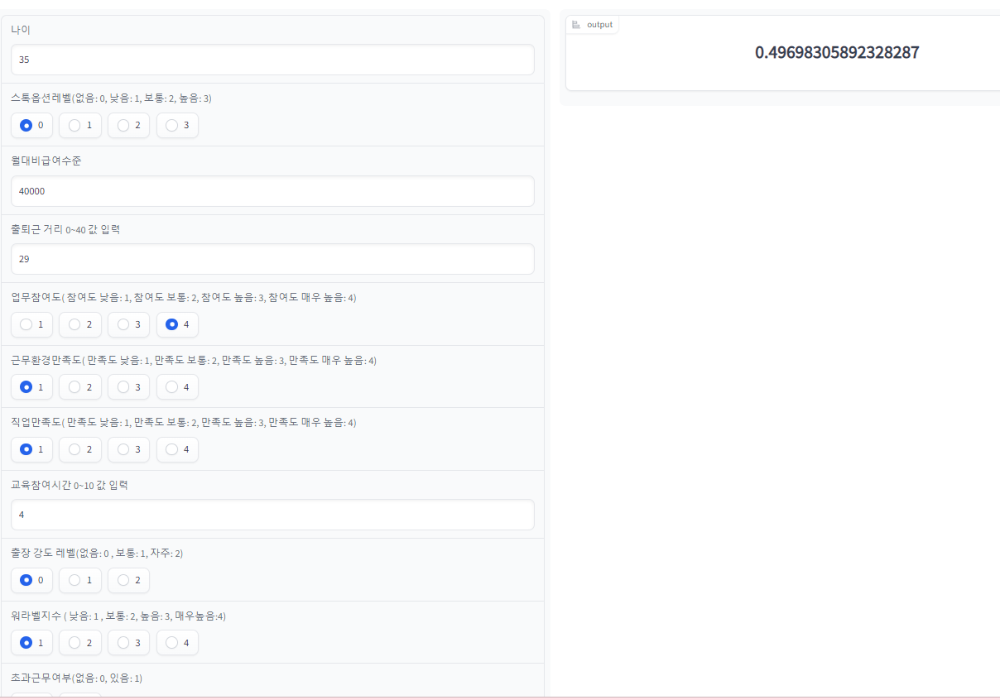 나이
35
스톡옵션레벨(없음: 0, 낮음: 1, 보통: 2, 높음: 3)
0 1 2 3
월대비급여수준
40000
출퇴근 거리 0~40 값 입력
29
업무참여도( 참여도 낮음: 1, 참여도 보통: 2, 참여도 높음: 3, 참여도 매우 높음: 4)
1 2 3 4
근무환경만족도( 만족도 낮음: 1, 만족도 보통: 2, 만족도 높음: 3, 만족도 매우 높음: 4)
1 2 3 4
직업만족도( 만족도 낮음: 1, 만족도 보통: 2, 만족도 높음: 3, 만족도 매우 높음: 4)
1 2 3 4
교육참여시간 0~10 값 입력
4
출장 강도 레벨(없음: 0 , 보통: 1, 자주: 2)
0 1 2
워라벨지수 ( 낮음: 1 , 보통: 2, 높음: 3, 매우높음:4)
1 2 3 4
초과근무여부(없음: 0, 있음: 1)
output
0.49698305892328287